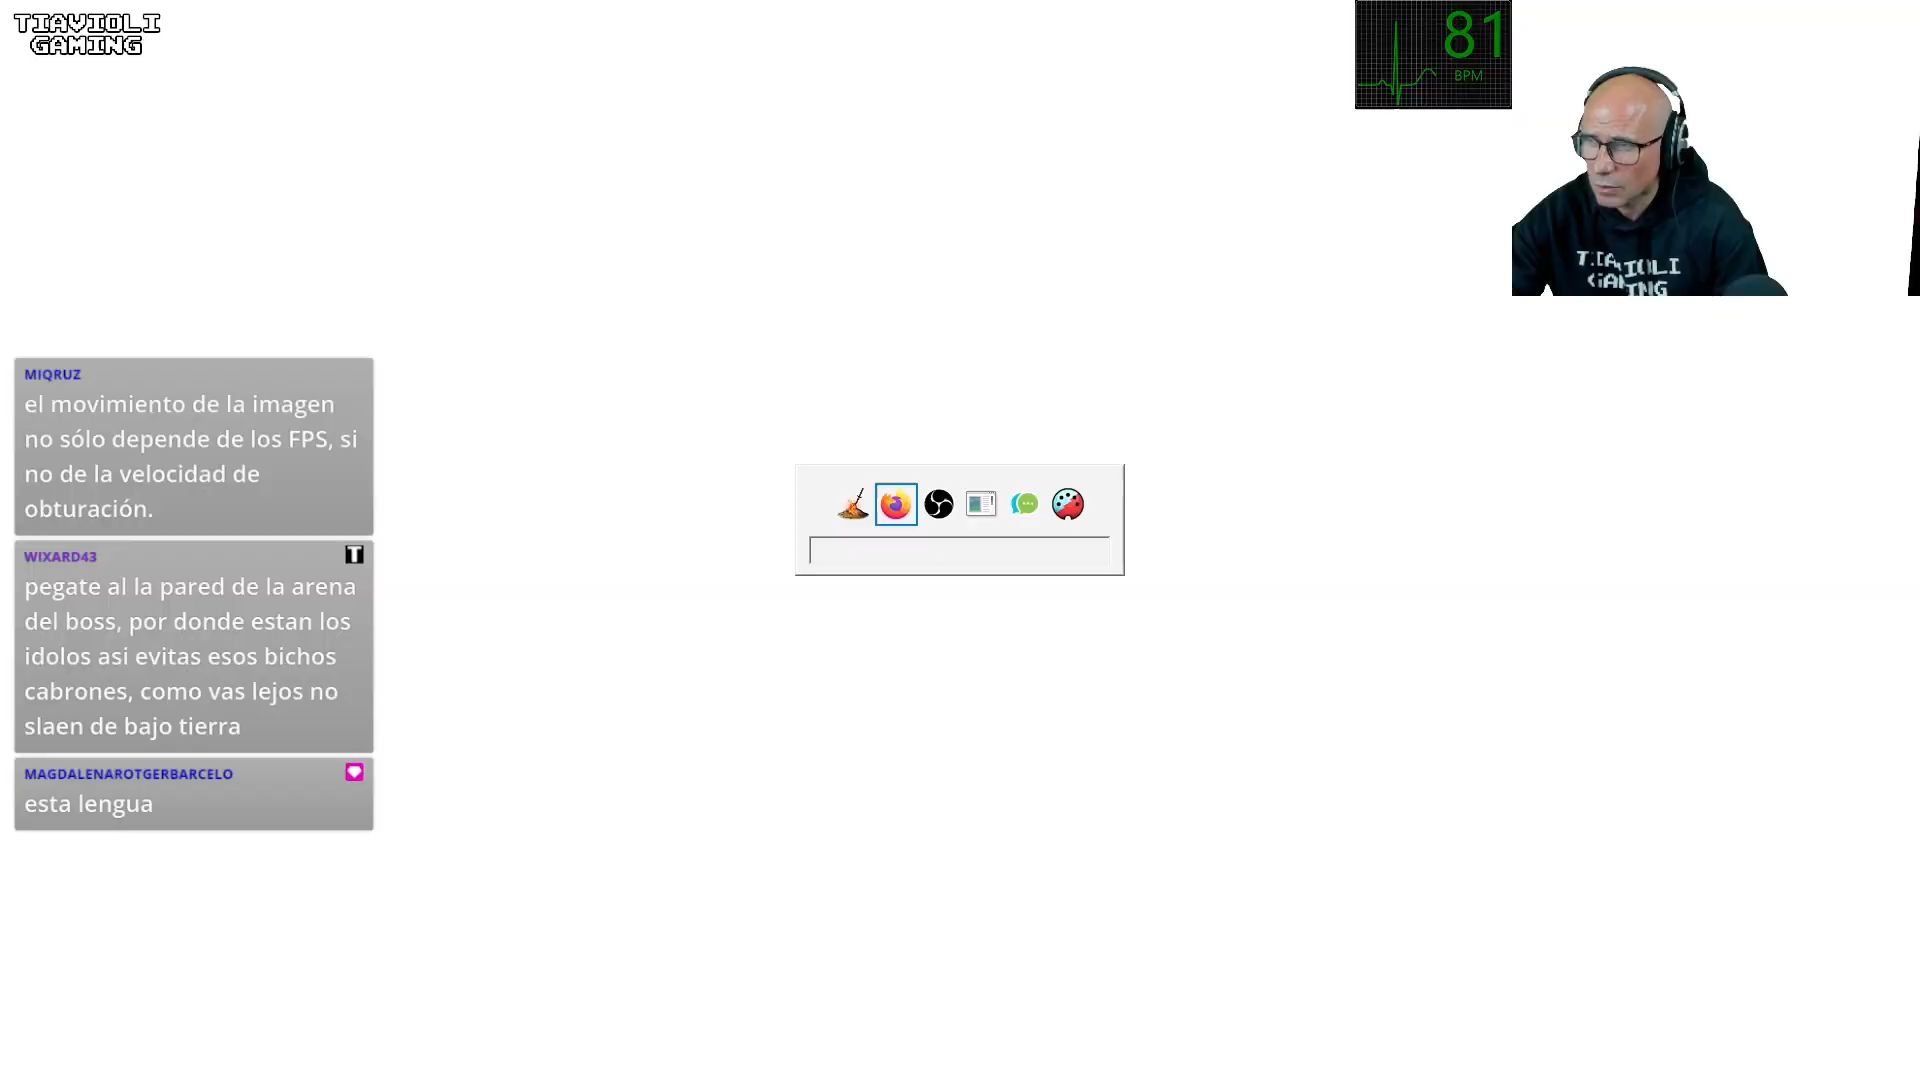 TIAVIOLI
GAMING
81
BPM
TIAVIOLI
GAMING
MIQRUZ
el movimiento de la imagen
no sólo depende de los FPS, si
no de la velocidad de
obturación.
WIXARD43
T
pegate al la pared de la arena
del boss, por donde estan los
idolos asi evitas esos bichos
cabrones, como vas lejos no
slaen de bajo tierra
MAGDALENAROTGERBARCELO
esta lengua